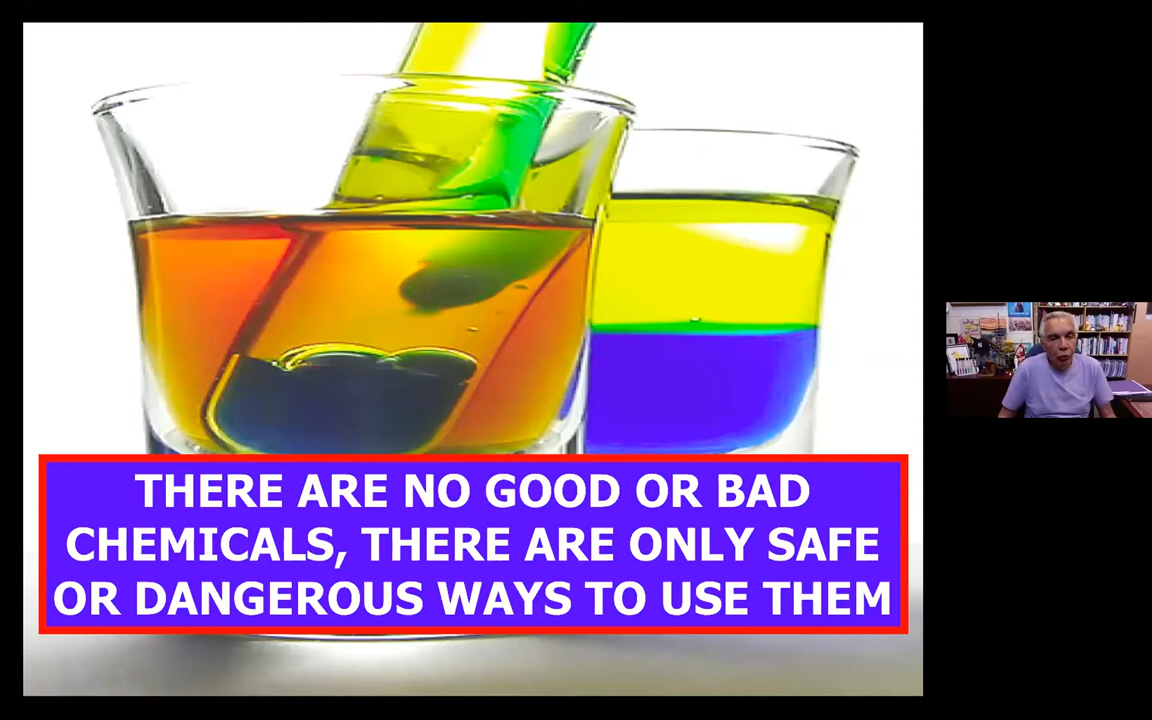 THERE ARE NO GOOD OR BAD
CHEMICALS, THERE ARE ONLY SAFE
OR DANGEROUS WAYS TO USE THEM